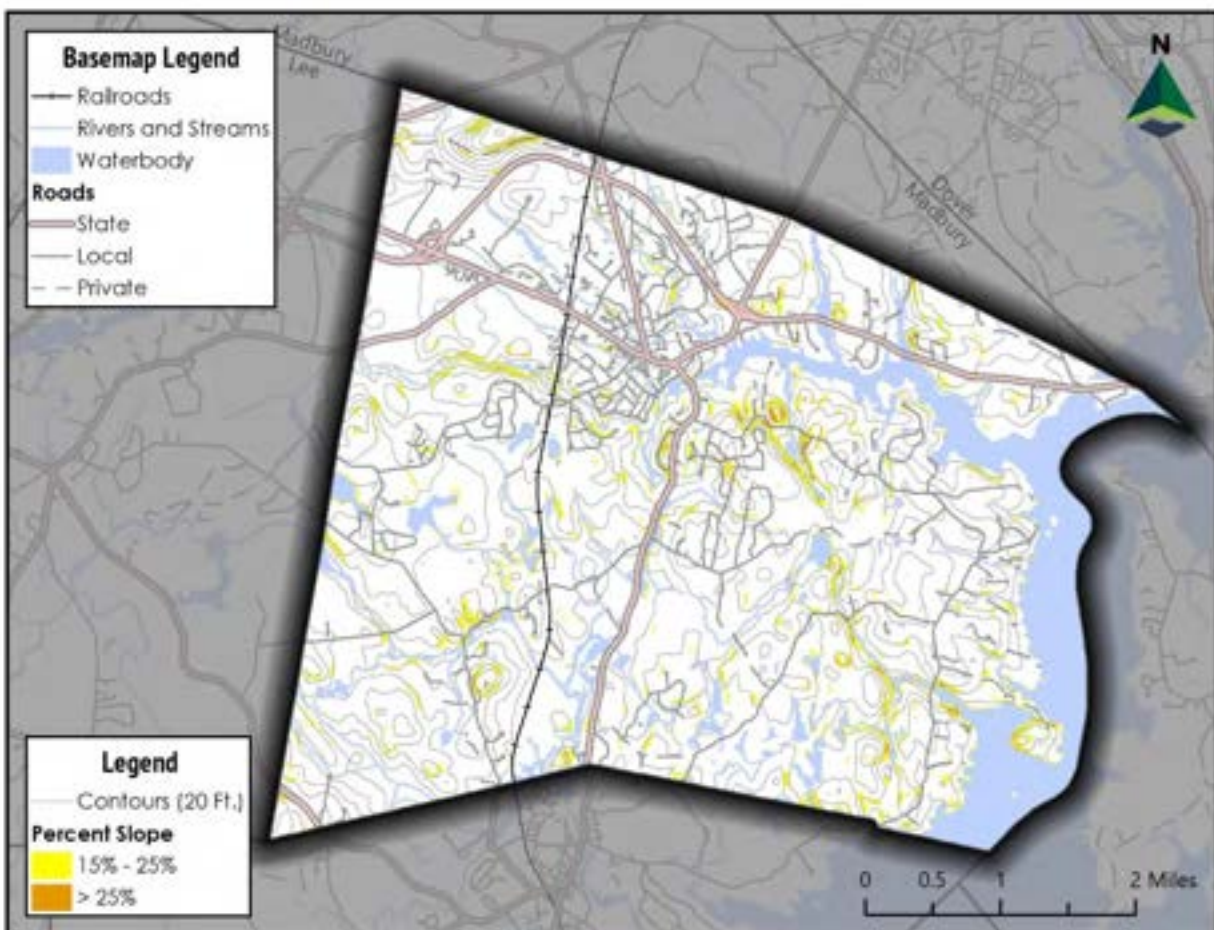 Madbury
Lee
Basemap Legend
Railroads
Rivers and Streams
Waterbody
Roads
State
Local
Private
N
Dover
Madbury
Legend
Contours (20 Ft.)
Percent Slope
15% - 25%
> 25%
0 0.5 1 2 Miles